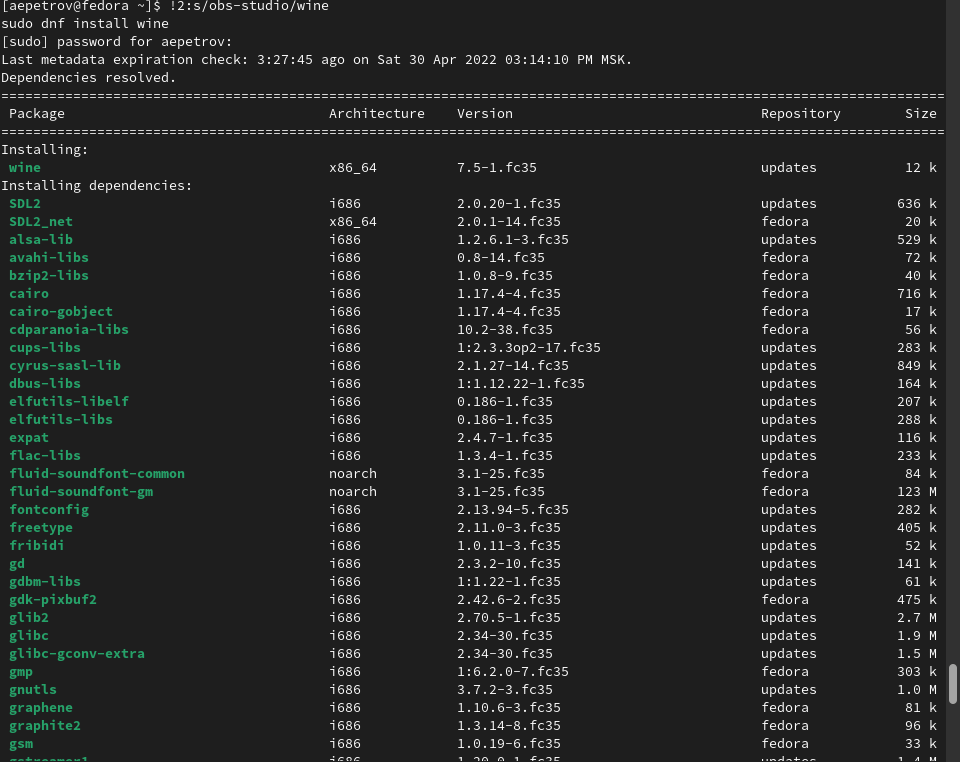 [aepetrov@fedora ~]$ !2:s/obs-studio/wine
sudo dnf install wine
[sudo] password for aepetrov:
Last metadata expiration check: 3:27:45 ago on Sat 30 Apr 2022 03:14:10 PM MSK.
Dependencies resolved.
================================================================================
Package Architecture Version Repository Size
================================================================================
Installing:
wine x86_64 7.5-1.fc35 updates 12 k
Installing dependencies:
SDL2 i686 2.0.20-1.fc35 updates 636 k
SDL2_net x86_64 2.0.1-14.fc35 fedora 20 k
alsa-lib i686 1.2.6.1-3.fc35 updates 529 k
avahi-libs i686 0.8-14.fc35 fedora 72 k
bzip2-libs i686 1.0.8-9.fc35 fedora 40 k
cairo i686 1.17.4-4.fc35 fedora 716 k
cairo-gobject i686 1.17.4-4.fc35 fedora 17 k
cdparanoia-libs i686 10.2-38.fc35 fedora 56 k
cups-libs i686 1:2.3.3op2-17.fc35 updates 283 k
cyrus-sasl-lib i686 2.1.27-14.fc35 updates 849 k
dbus-libs i686 1:1.12.22-1.fc35 updates 164 k
elfutils-libelf i686 0.186-1.fc35 updates 207 k
elfutils-libs i686 0.186-1.fc35 updates 288 k
expat i686 2.4.7-1.fc35 updates 116 k
flac-libs i686 1.3.4-1.fc35 updates 233 k
fluid-soundfont-common noarch 3.1-25.fc35 fedora 84 k
fluid-soundfont-gm noarch 3.1-25.fc35 fedora 123 M
fontconfig i686 2.13.94-5.fc35 updates 282 k
freetype i686 2.11.0-3.fc35 updates 405 k
fribidi i686 1.0.11-3.fc35 updates 52 k
gd i686 2.3.2-10.fc35 updates 141 k
gdbm-libs i686 1:1.22-1.fc35 updates 61 k
gdk-pixbuf2 i686 2.42.6-2.fc35 fedora 475 k
glib2 i686 2.70.5-1.fc35 updates 2.7 M
glibc i686 2.34-30.fc35 updates 1.9 M
glibc-gconv-extra i686 2.34-30.fc35 updates 1.5 M
gmp i686 1:6.2.0-7.fc35 fedora 303 k
gnutls i686 3.7.2-3.fc35 updates 1.0 M
graphene i686 1.10.6-3.fc35 fedora 81 k
graphite2 i686 1.3.14-8.fc35 fedora 96 k
gsm i686 1.0.19-6.fc35 fedora 33 k
gstreamer1 i686 1.20.0-1.fc35 updates 1.4 M